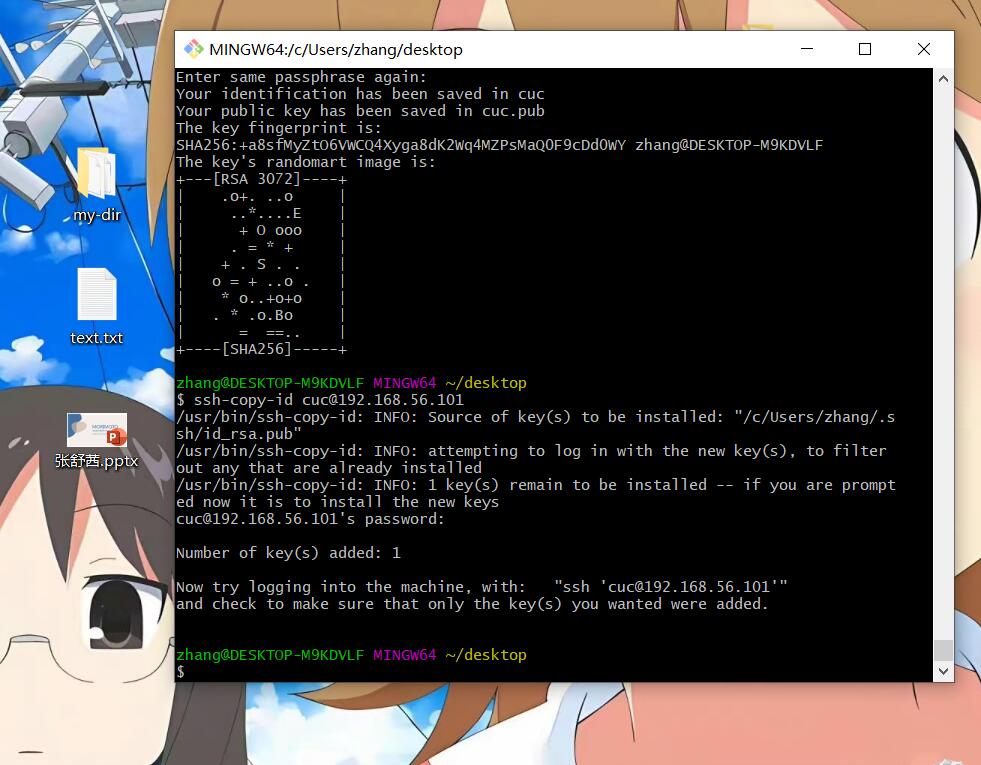 MINGW64:/c/Users/zhang/desktop
Enter same passphrase again:
Your identification has been saved in cuc
Your public key has been saved in cuc.pub
The key fingerprint is:
SHA256:+a8sfMyZtO6VWCQ4Xyga8dK2Wq4MZPsMaQOF9cDdOWY zhang@DESKTOP-M9KDVLF
The key's randomart image is:
+---[RSA 3072]----+
|    .o+. ..o     |
|     ..*....E    |
|      + O ooo    |
|     . = * +     |
|    + . S . .    |
|   o = + ..o .   |
|    * o..+o+o    |
|   . * .o.Bo     |
|      =  ==..    |
+----[SHA256]-----+
zhang@DESKTOP-M9KDVLF MINGW64 ~/desktop
$ ssh-copy-id cuc@192.168.56.101
/usr/bin/ssh-copy-id: INFO: Source of key(s) to be installed: "/c/Users/zhang/.s
sh/id_rsa.pub"
/usr/bin/ssh-copy-id: INFO: attempting to log in with the new key(s), to filter
out any that are already installed
/usr/bin/ssh-copy-id: INFO: 1 key(s) remain to be installed -- if you are prompt
ed now it is to install the new keys
cuc@192.168.56.101's password:
Number of key(s) added: 1
Now try logging into the machine, with:   "ssh 'cuc@192.168.56.101'"
and check to make sure that only the key(s) you wanted were added.
zhang@DESKTOP-M9KDVLF MINGW64 ~/desktop
$
my-dir
text.txt
张舒茜.pptx